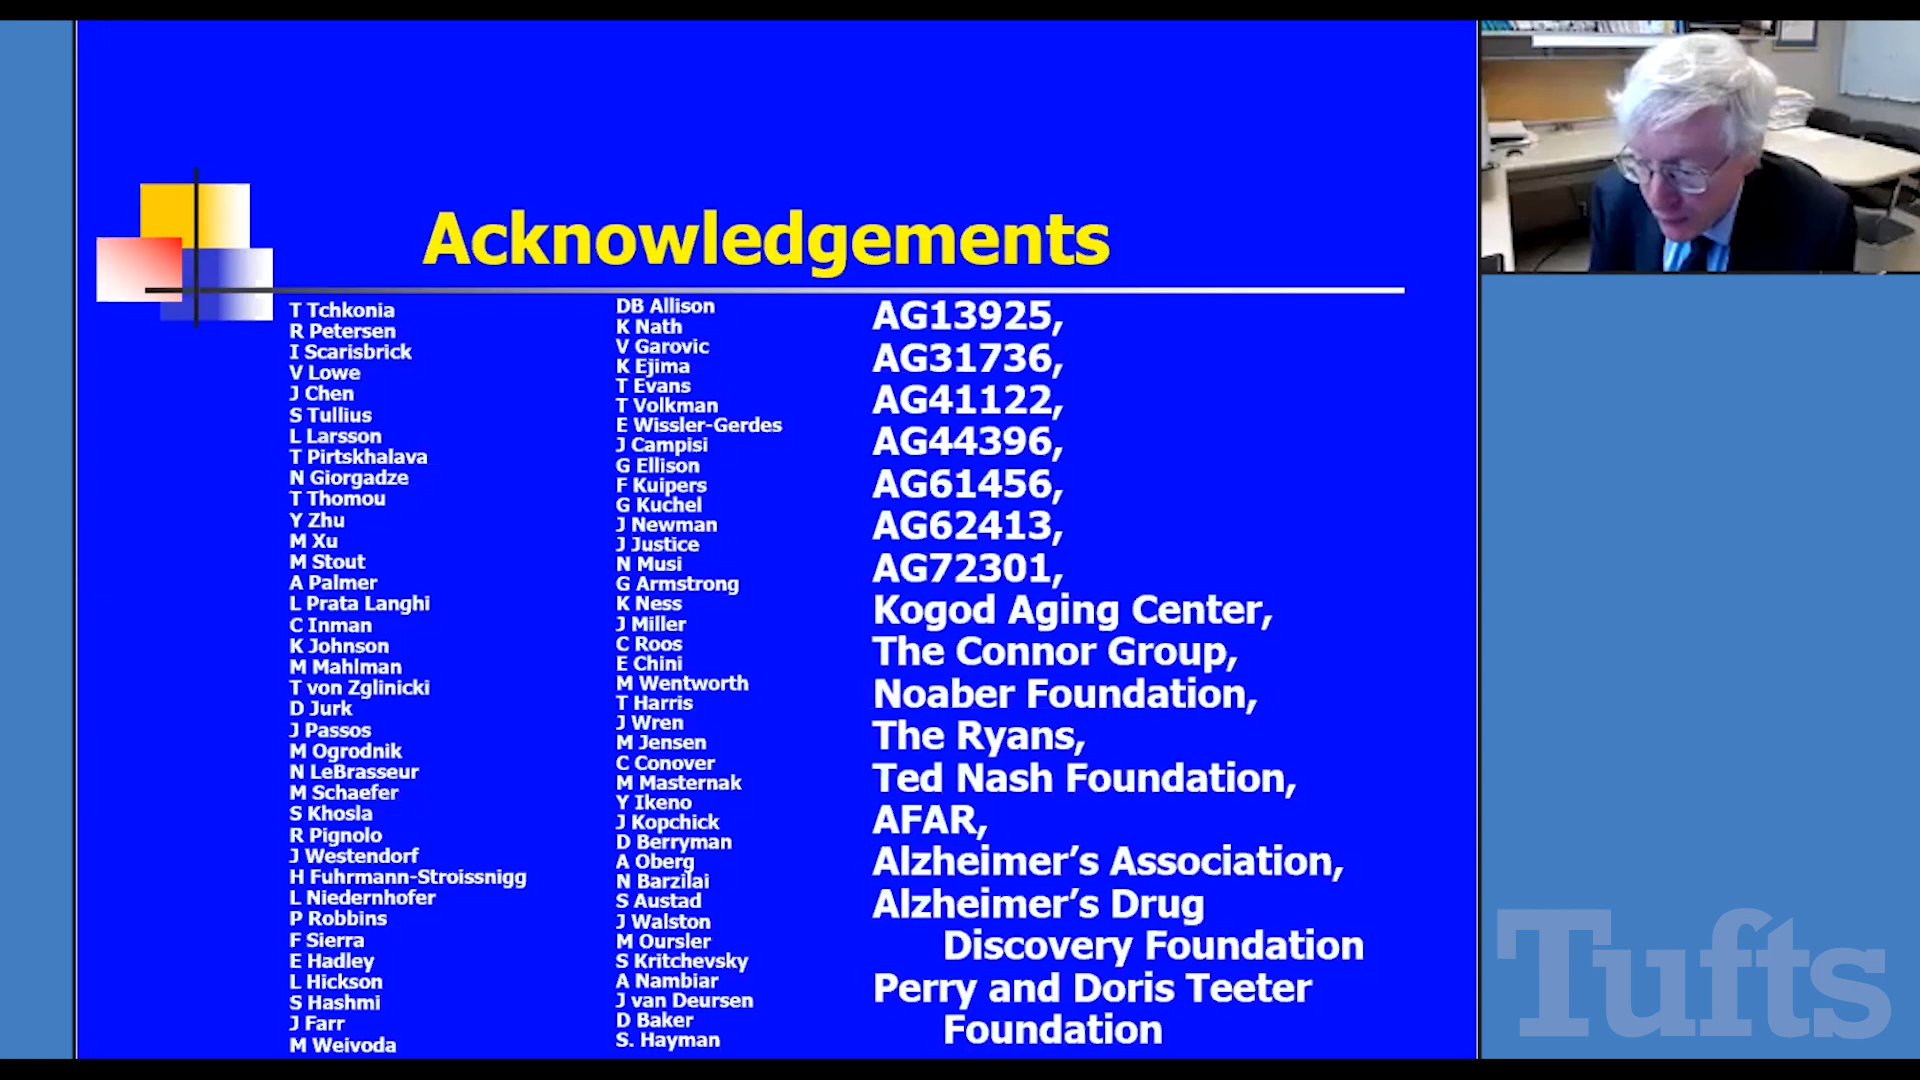 Acknowledgements
T Tchkonia
R Petersen
I Scarisbrick
V Lowe
J Chen
S Tullius
L Larsson
T Pirtskhalava
N Giorgadze
T Thomou
Y Zhu
M Xu
M Stout
A Palmer
L Prata Langhi
C Inman
K Johnson
M Mahlman
T von Zglinicki
D Jurk
J Passos
M Ogrodnik
N LeBrasseur
M Schaefer
S Khosla
R Pignolo
J Westendorf
H Fuhrmann-Stroissnigg
L Niedernhofer
P Robbins
F Sierra
E Hadley
L Hickson
S Hashmi
J Farr
M Weivoda
DB Allison
K Nath
V Garovic
K Ejima
T Evans
T Volkman
E Wissler-Gerdes
J Campisi
G Ellison
F Kuipers
G Kuchel
J Newman
J Justice
N Musi
G Armstrong
K Ness
J Miller
C Roos
E Chini
M Wentworth
T Harris
J Wren
M Jensen
C Conover
M Masternak
Y Ikeno
J Kopchick
D Berryman
A Oberg
N Barzilai
S Austad
J Walston
M Oursler
S Kritchevsky
A Nambiar
J van Deursen
D Baker
S. Hayman
AG13925,
AG31736,
AG41122,
AG44396,
AG61456,
AG62413,
AG72301,
Kogod Aging Center,
The Connor Group,
Noaber Foundation,
The Ryans,
Ted Nash Foundation,
AFAR,
Alzheimer’s Association,
Alzheimer’s Drug
Discovery Foundation
Perry and Doris Teeter
Foundation
Tufts